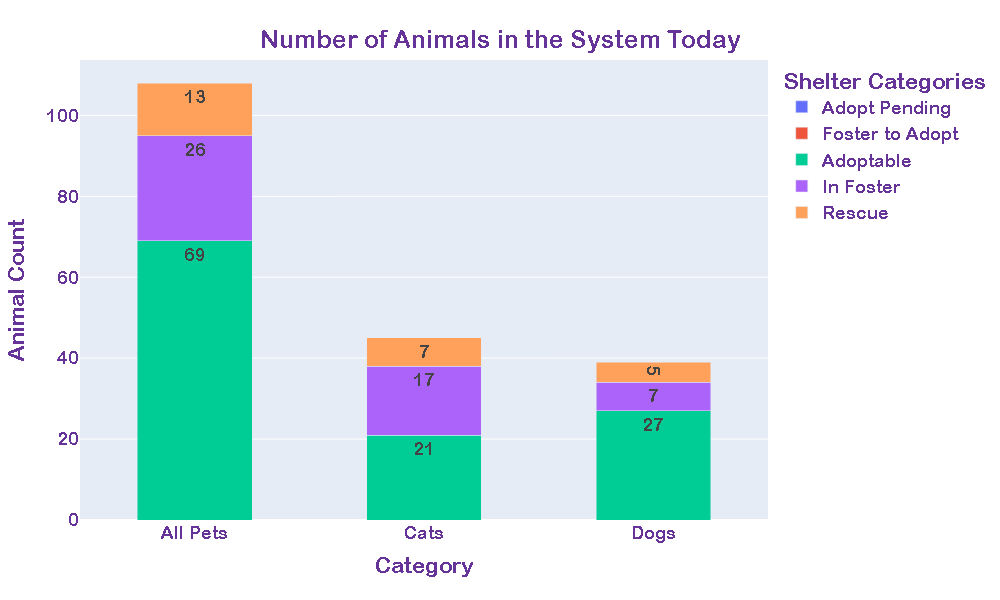 Number of Animals in the System Today
Shelter Categories
Adopt Pending
Foster to Adopt
Adoptable
In Foster
Rescue
Animal Count
100
80
60
40
20
0
13
26
69
7
17
21
5
7
27
All Pets
Cats
Dogs
Category